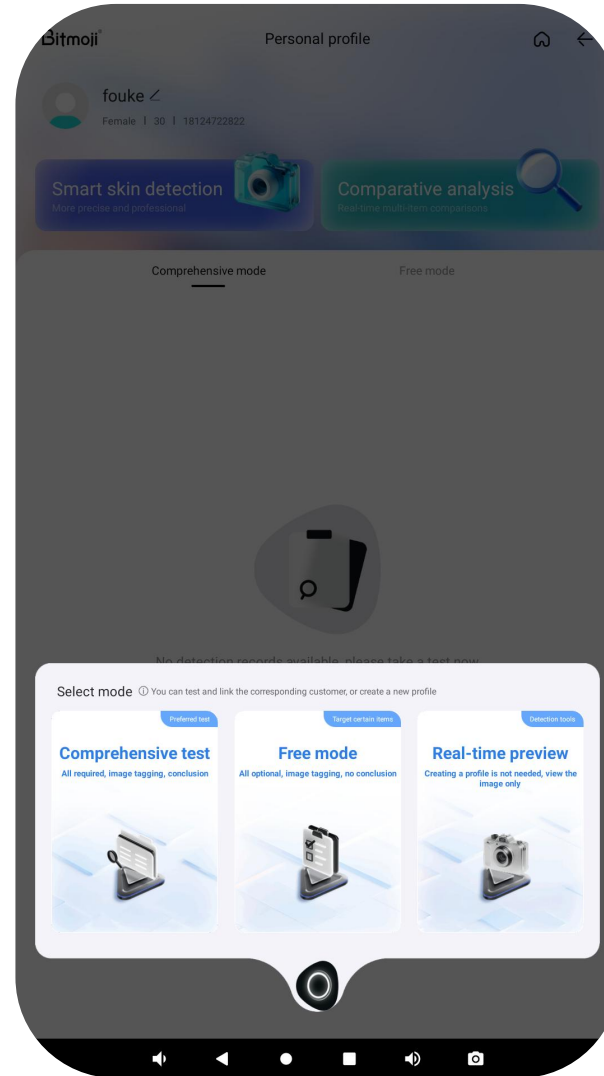 Bitmoji®
Personal profile
fouke
Female | 30 | 18124722822
Smart skin detection
More precise and professional
Comparative analysis
Real-time multi-item comparisons
Comprehensive mode
Free mode
No detection records available, please take a test now
Select mode
You can test and link the corresponding customer, or create a new profile
Preferred test
Comprehensive test
All required, image tagging, conclusion
Target certain items
Free mode
All optional, image tagging, no conclusion
Detection tools
Real-time preview
Creating a profile is not needed, view the
image only